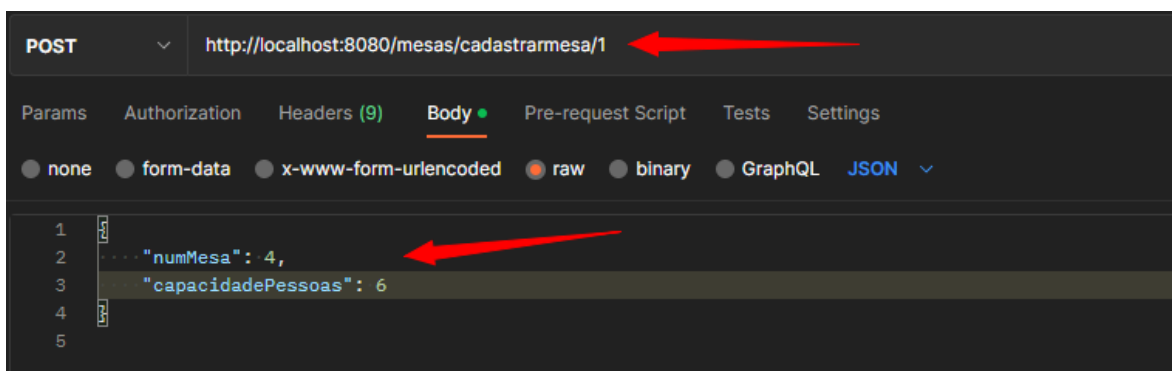 POST http://localhost:8080/mesas/cadastrarmesa/1
Params Authorization Headers (9) Body Pre-request Script Tests Settings
none form-data x-www-form-urlencoded raw binary GraphQL JSON
1 {
2 "numMesa": 4,
3 "capacidadePessoas": 6
4 }
5